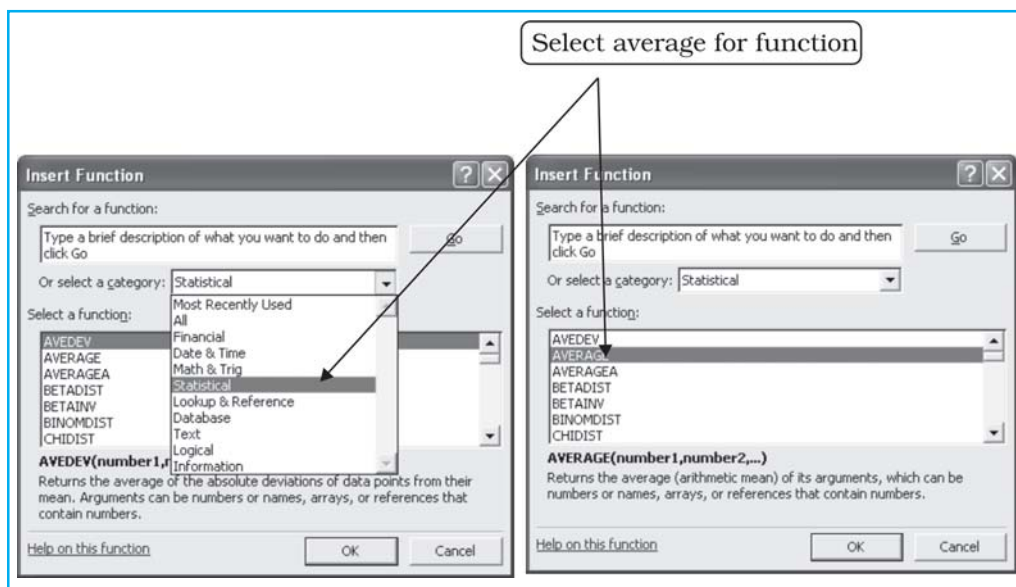 Select average for function
Insert Function
Search for a function:
Type a brief description of what you want to do and then
click Go
Go
Or select a category: Statistical
Most Recently Used
All
Financial
Date & Time
Math & Trig
Statistical
Lookup & Reference
Database
Text
Logical
Information
Select a function:
AVEDEV
AVERAGE
AVERAGEA
BETADIST
BETAINV
BINOMDIST
CHIDIST
AVEDEV(number1,
Returns the average of the absolute deviations of data points from their
mean. Arguments can be numbers or names, arrays, or references that
contain numbers.
Help on this function
OK
Cancel
Insert Function
Search for a function:
Type a brief description of what you want to do and then
click Go
Go
Or select a category: Statistical
Select a function:
AVEDEV
AVERAGE
AVERAGEA
BETADIST
BETAINV
BINOMDIST
CHIDIST
AVERAGE(number1,number2,...)
Returns the average (arithmetic mean) of its arguments, which can be
numbers or names, arrays, or references that contain numbers.
Help on this function
OK
Cancel